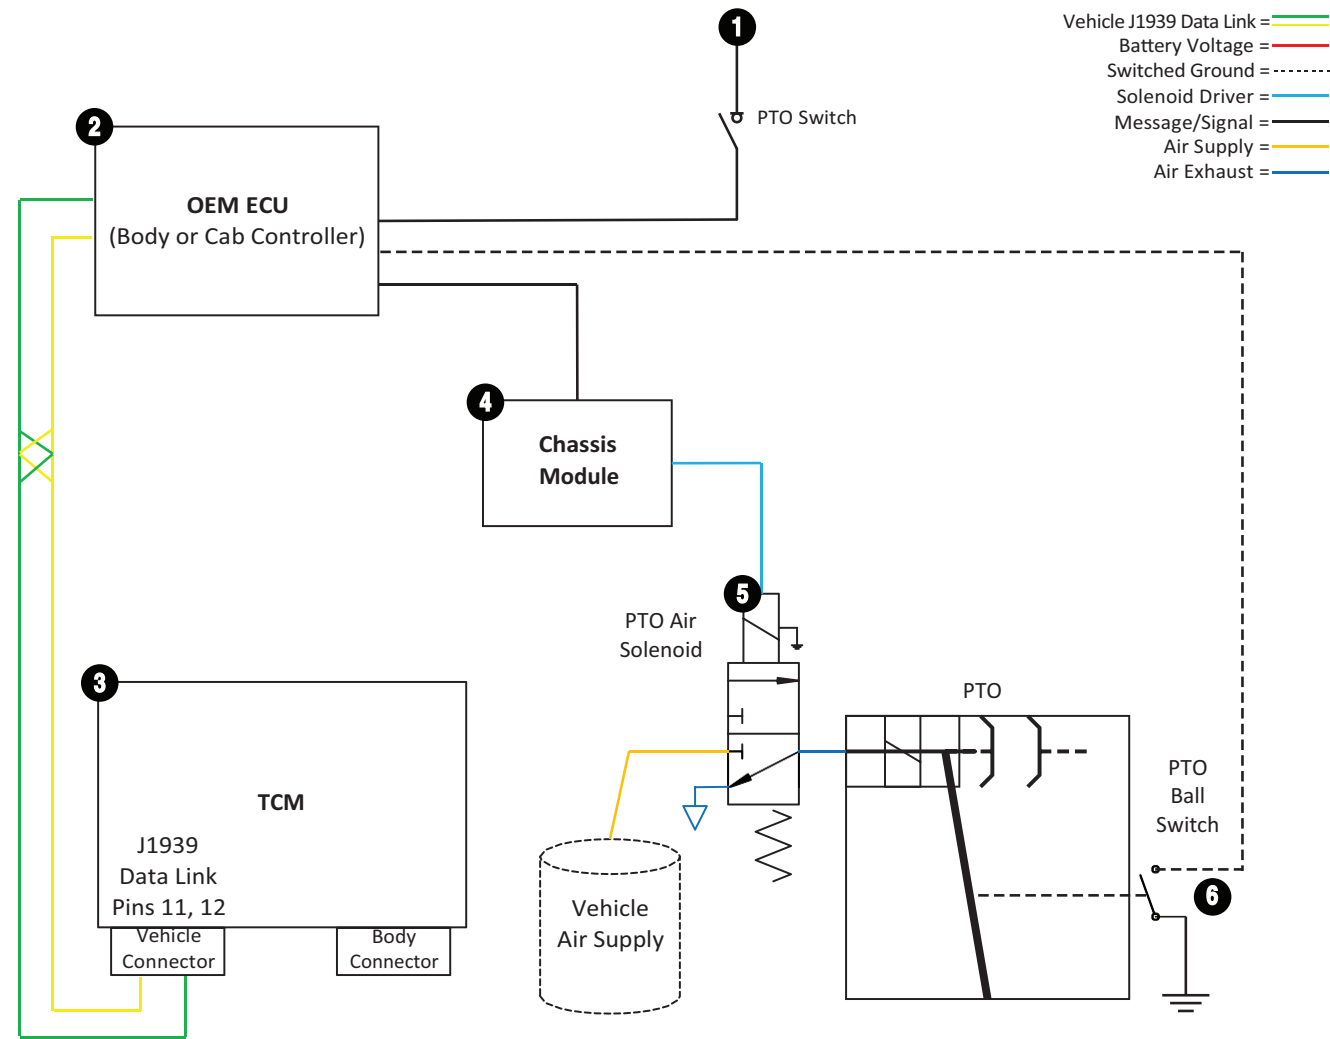 1
Vehicle J1939 Data Link =
Battery Voltage =
Switched Ground =
Solenoid Driver =
Message/Signal =
Air Supply =
Air Exhaust =
PTO Switch
2
OEM ECU
(Body or Cab Controller)
4
Chassis
Module
5
PTO Air
Solenoid
3
TCM
J1939
Data Link
Pins 11, 12
Vehicle
Connector
Body
Connector
Vehicle
Air Supply
PTO
PTO
Ball
Switch
6